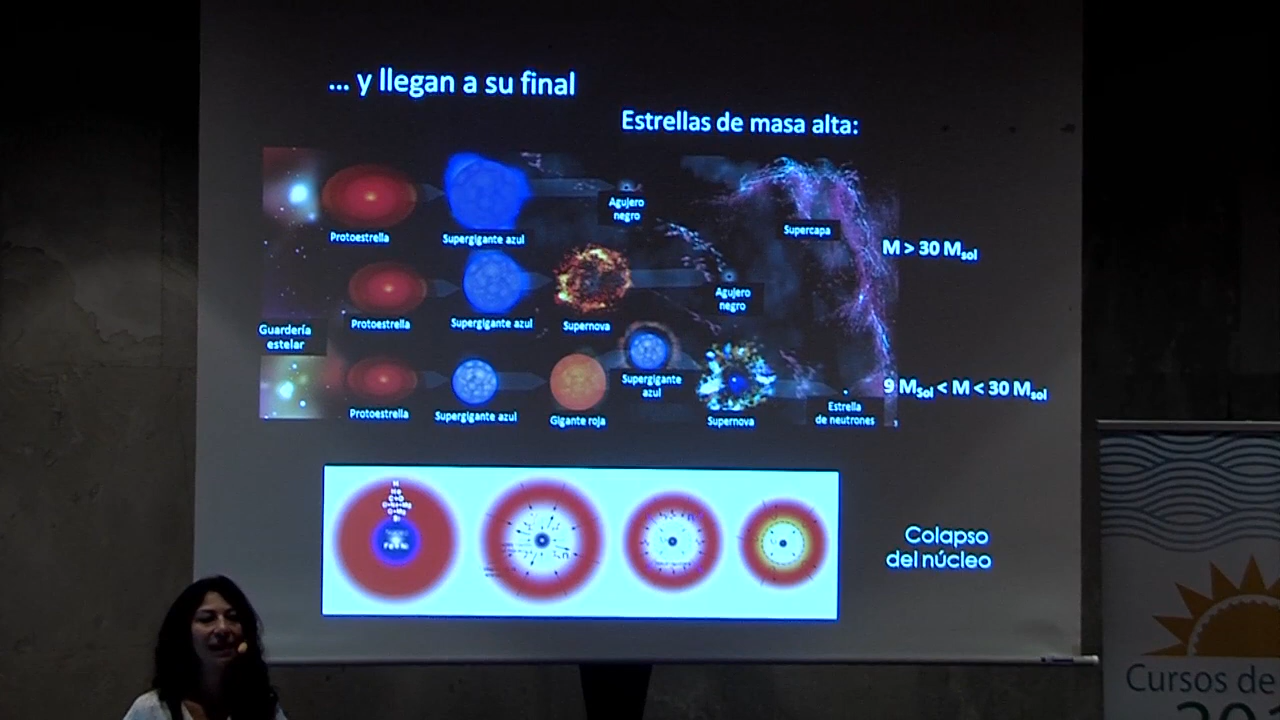 ... y llegan a su final
Estrellas de masa alta:
Agujero
negro
Protoestrella
Supergigante azul
Supercapa
M > 30 Msol
Agujero
negro
Protoestrella
Supergigante azul
Supernova
Guardería
estelar
Supergigante
azul
9 MSol < M < 30 MSol
Protoestrella
Supergigante azul
Gigante roja
Supernova
Estrella
de neutrones
H
He
C+O
Si
Colapso
del núcleo
Cursos de